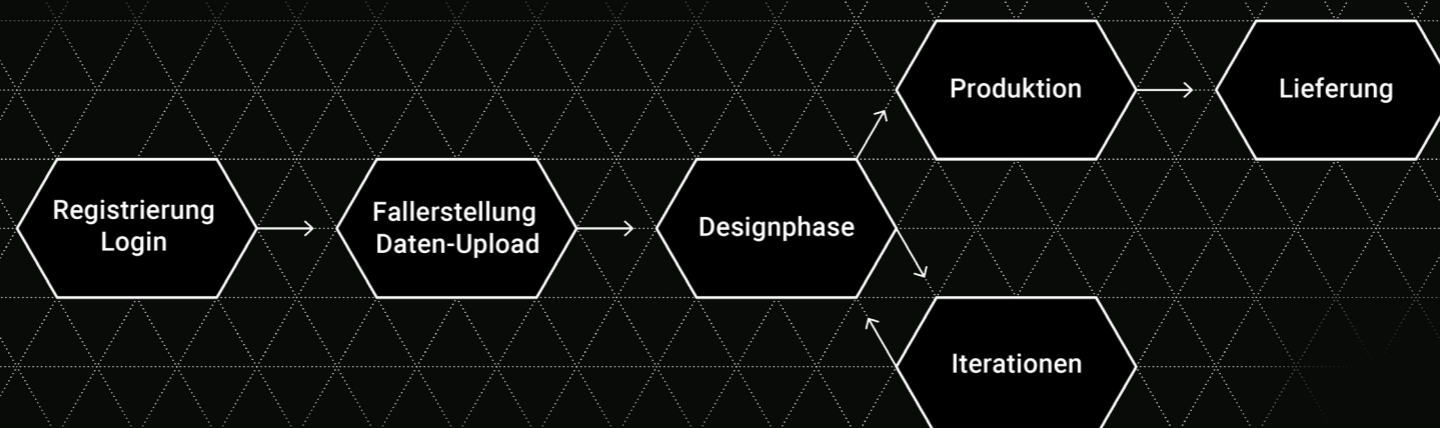 Registrierung
Login
Fallerstellung
Daten-Upload
Designphase
Produktion
Lieferung
Iterationen